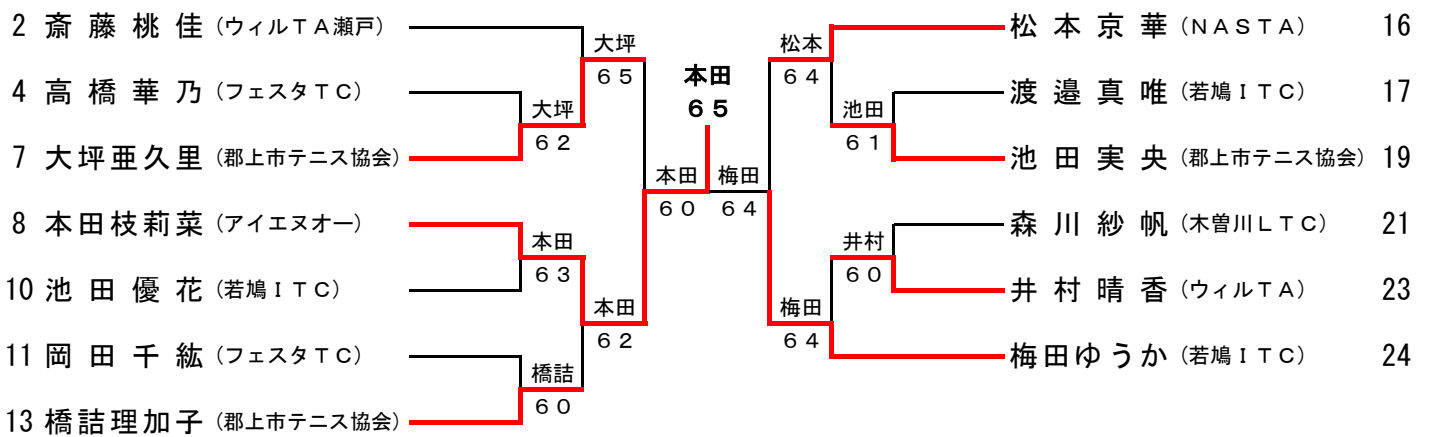 2 斎藤桃佳 (ウィルTA瀬戸)
4 高橋華乃 (フェスタTC)
7 大坪亜久里 (郡上市テニス協会)
8 本田枝莉菜 (アイエヌオー)
10 池田優花 (若鳩ITC)
11 岡田千紘 (フェスタTC)
13 橋詰理加子 (郡上市テニス協会)
大坪
65
大坪
62
本田
63
本田
62
橋詰
60
本田
65
本田
60
梅田
64
松本
64
池田
61
井村
60
梅田
64
松本京華 (NASTA) 16
渡邉真唯 (若鳩ITC) 17
池田実央 (郡上市テニス協会) 19
森川紗帆 (木曽川LTC) 21
井村晴香 (ウィルTA) 23
梅田ゆうか (若鳩ITC) 24